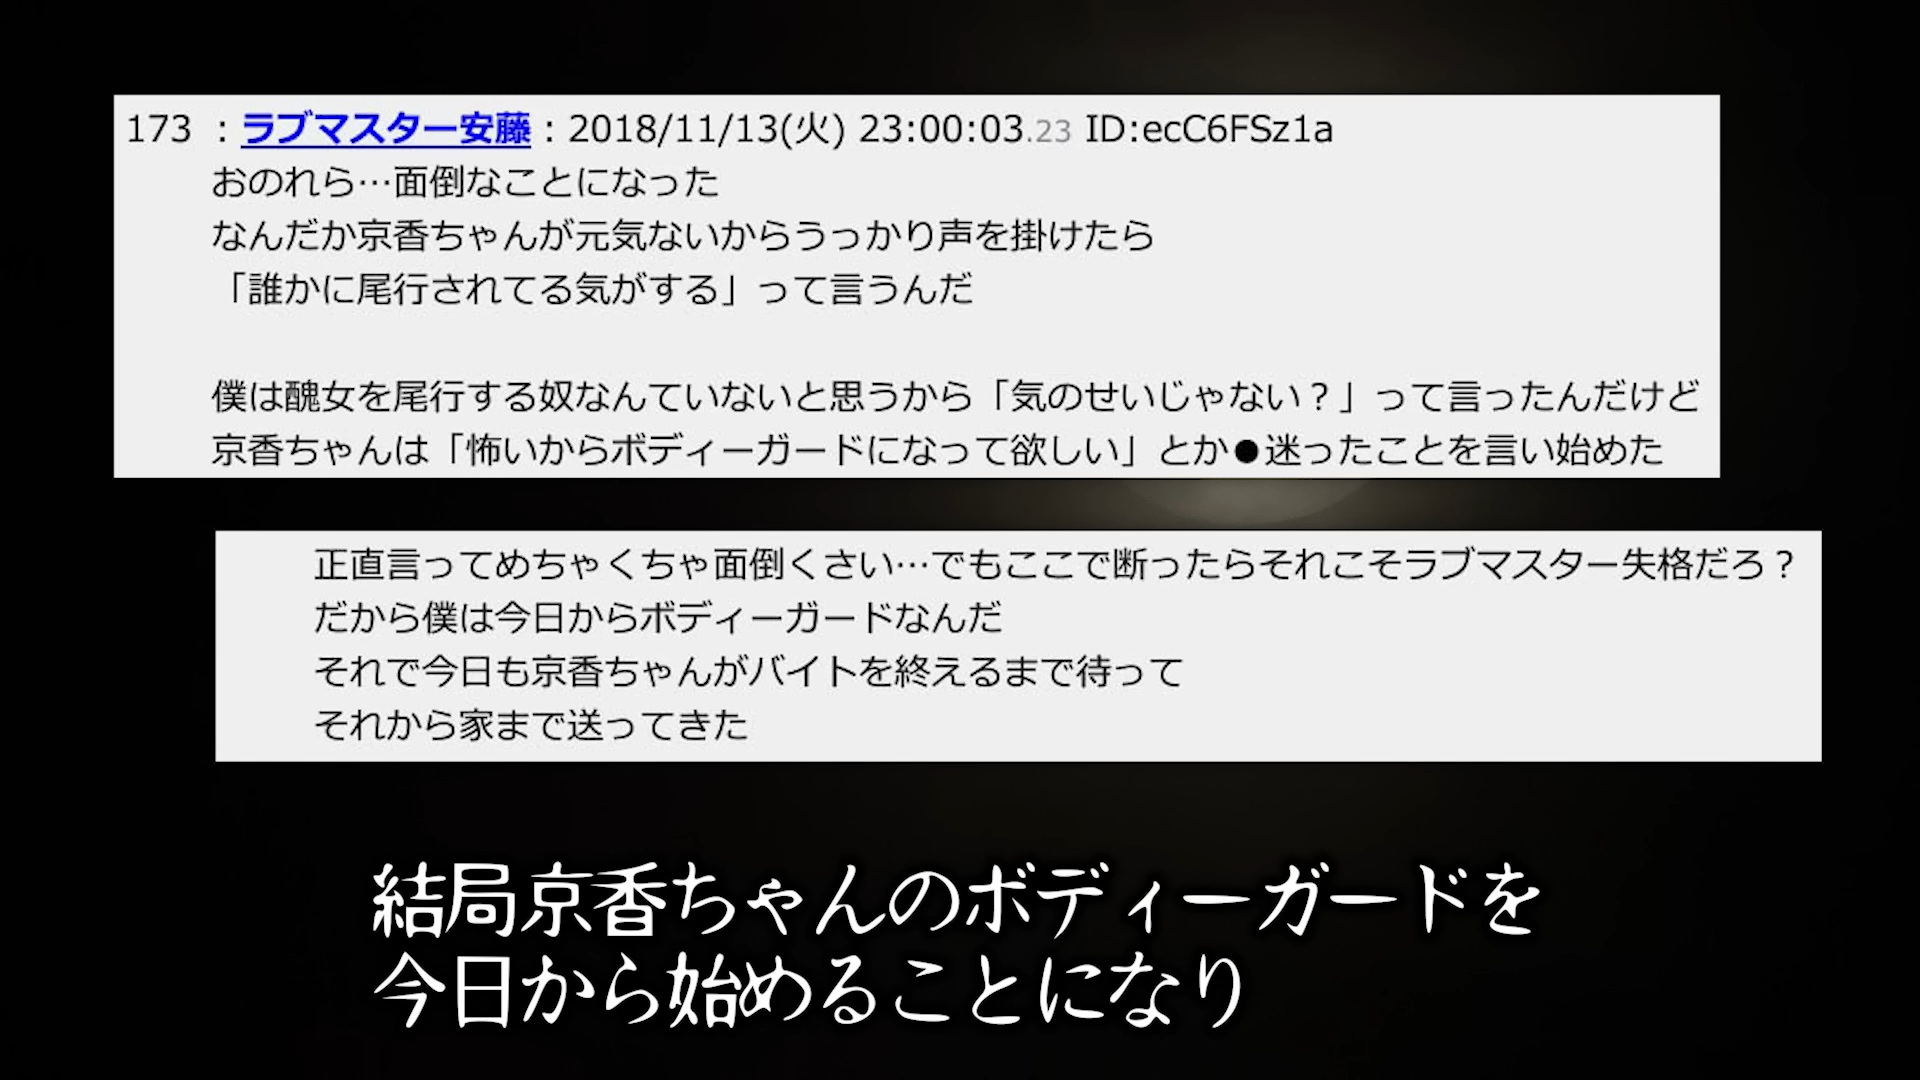 173 ：ラブマスター安藤：2018/11/13(火) 23:00:03.23 ID:ecC6FSz1a
おのれら…面倒なことになった
なんだか京香ちゃんが元気ないからうっかり声を掛けたら
「誰かに尾行されてる気がする」って言うんだ
僕は醜女を尾行する奴なんていないと思うから「気のせいじゃない？」って言ったんだけど
京香ちゃんは「怖いからボディーガードになって欲しい」とか●迷ったことを言い始めた
正直言ってめちゃくちゃ面倒くさい…でもここで断ったらそれこそラブマスター失格だろ？
だから僕は今日からボディーガードなんだ
それで今日も京香ちゃんがバイトを終えるまで待って
それから家まで送ってきた
結局京香ちゃんのボディーガードを
今日から始めることになり